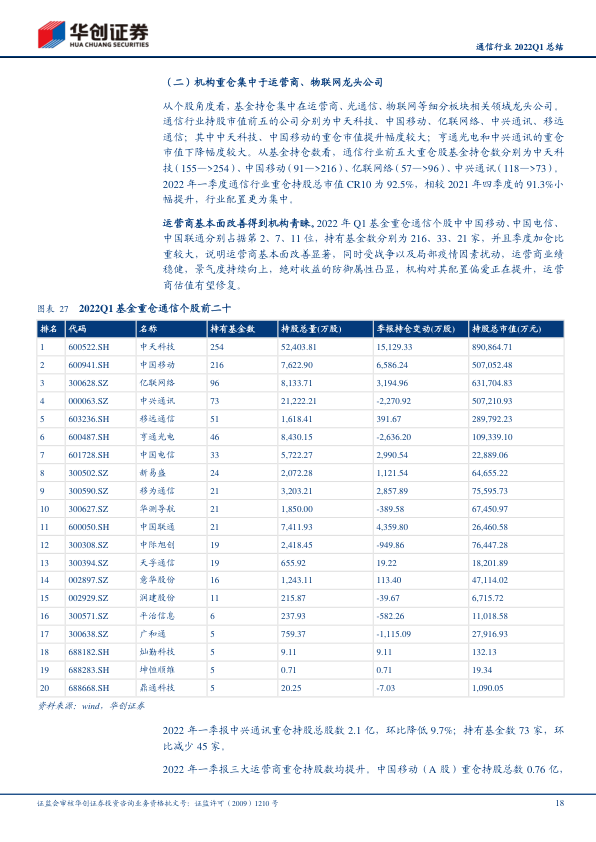 华创证券
HUA CHUANG SECURITIES
通信行业 2022Q1 总结
（二）机构重仓集中于运营商、物联网龙头公司
从个股角度看，基金持仓集中在运营商、光通信、物联网等细分板块相关领域龙头公司。
通信行业持股市值前五的公司分别为中天科技、中国移动、亿联网络、中兴通讯、移远
通信；其中中天科技、中国移动的重仓市值提升幅度较大；亨通光电和中兴通讯的重仓
市值下降幅度较大。从基金持仓数看，通信行业前五大重仓股基金持仓数分别为中天科
技（155—>254）、中国移动（91—>216）、亿联网络（57—>96）、中兴通讯（118—>73）。
2022 年一季度通信行业重仓持股总市值 CR10 为 92.5%，相较 2021 年四季度的 91.3%小
幅提升，行业配置更为集中。
运营商基本面改善得到机构青睐，2022 年 Q1 基金重仓通信个股中中国移动、中国电信、
中国联通分别占据第 2、7、11 位，持有基金数分别为 216、33、21 家，并且季度加仓比
重较大，说明运营商基本面改善显著，同时受战争以及局部疫情因素扰动，运营商业绩
稳健，景气度持续向上，绝对收益的防御属性凸显，机构对其配置偏爱正在提升，运营
商估值有望修复。
图表 27 2022Q1 基金重仓通信个股前二十
排名 代码 名称 持有基金数 持股总量(万股) 季报持仓变动(万股) 持股总市值(万元)
1 600522.SH 中天科技 254 52,403.81 15,129.33 890,864.71
2 600941.SH 中国移动 216 7,622.90 6,586.24 507,052.48
3 300628.SZ 亿联网络 96 8,133.71 3,194.96 631,704.83
4 000063.SZ 中兴通讯 73 21,222.21 -2,270.92 507,210.93
5 603236.SH 移远通信 51 1,618.41 391.67 289,792.23
6 600487.SH 亨通光电 46 8,430.15 -2,636.20 109,339.10
7 601728.SH 中国电信 33 5,722.27 2,990.54 22,889.06
8 300502.SZ 新易盛 24 2,072.28 1,121.54 64,655.22
9 300590.SZ 移为通信 21 3,203.21 2,857.89 75,595.73
10 300627.SZ 华测导航 21 1,850.00 -389.58 67,450.97
11 600050.SH 中国联通 21 7,411.93 4,359.80 26,460.58
12 300308.SZ 中际旭创 19 2,418.45 -949.86 76,447.28
13 300394.SZ 天孚通信 19 655.92 19.22 18,201.89
14 002897.SZ 意华股份 16 1,243.11 113.40 47,114.02
15 002929.SZ 润建股份 11 215.87 -39.67 6,715.72
16 300571.SZ 平治信息 6 237.93 -582.26 11,018.58
17 300638.SZ 广和通 5 759.37 -1,115.09 27,916.93
18 688182.SH 灿勤科技 5 9.11 9.11 132.13
19 688283.SH 坤恒顺维 5 0.71 0.71 19.34
20 688668.SH 鼎通科技 5 20.25 -7.03 1,090.05
资料来源：wind，华创证券
2022 年一季报中兴通讯重仓持股总股数 2.1 亿，环比降低 9.7%；持有基金数 73 家，环
比减少 45 家。
2022 年一季报三大运营商重仓持股数均提升。中国移动（A 股）重仓持股总数 0.76 亿，
证监会审核华创证券投资咨询业务资格批文号：证监许可（2009）1210 号
18